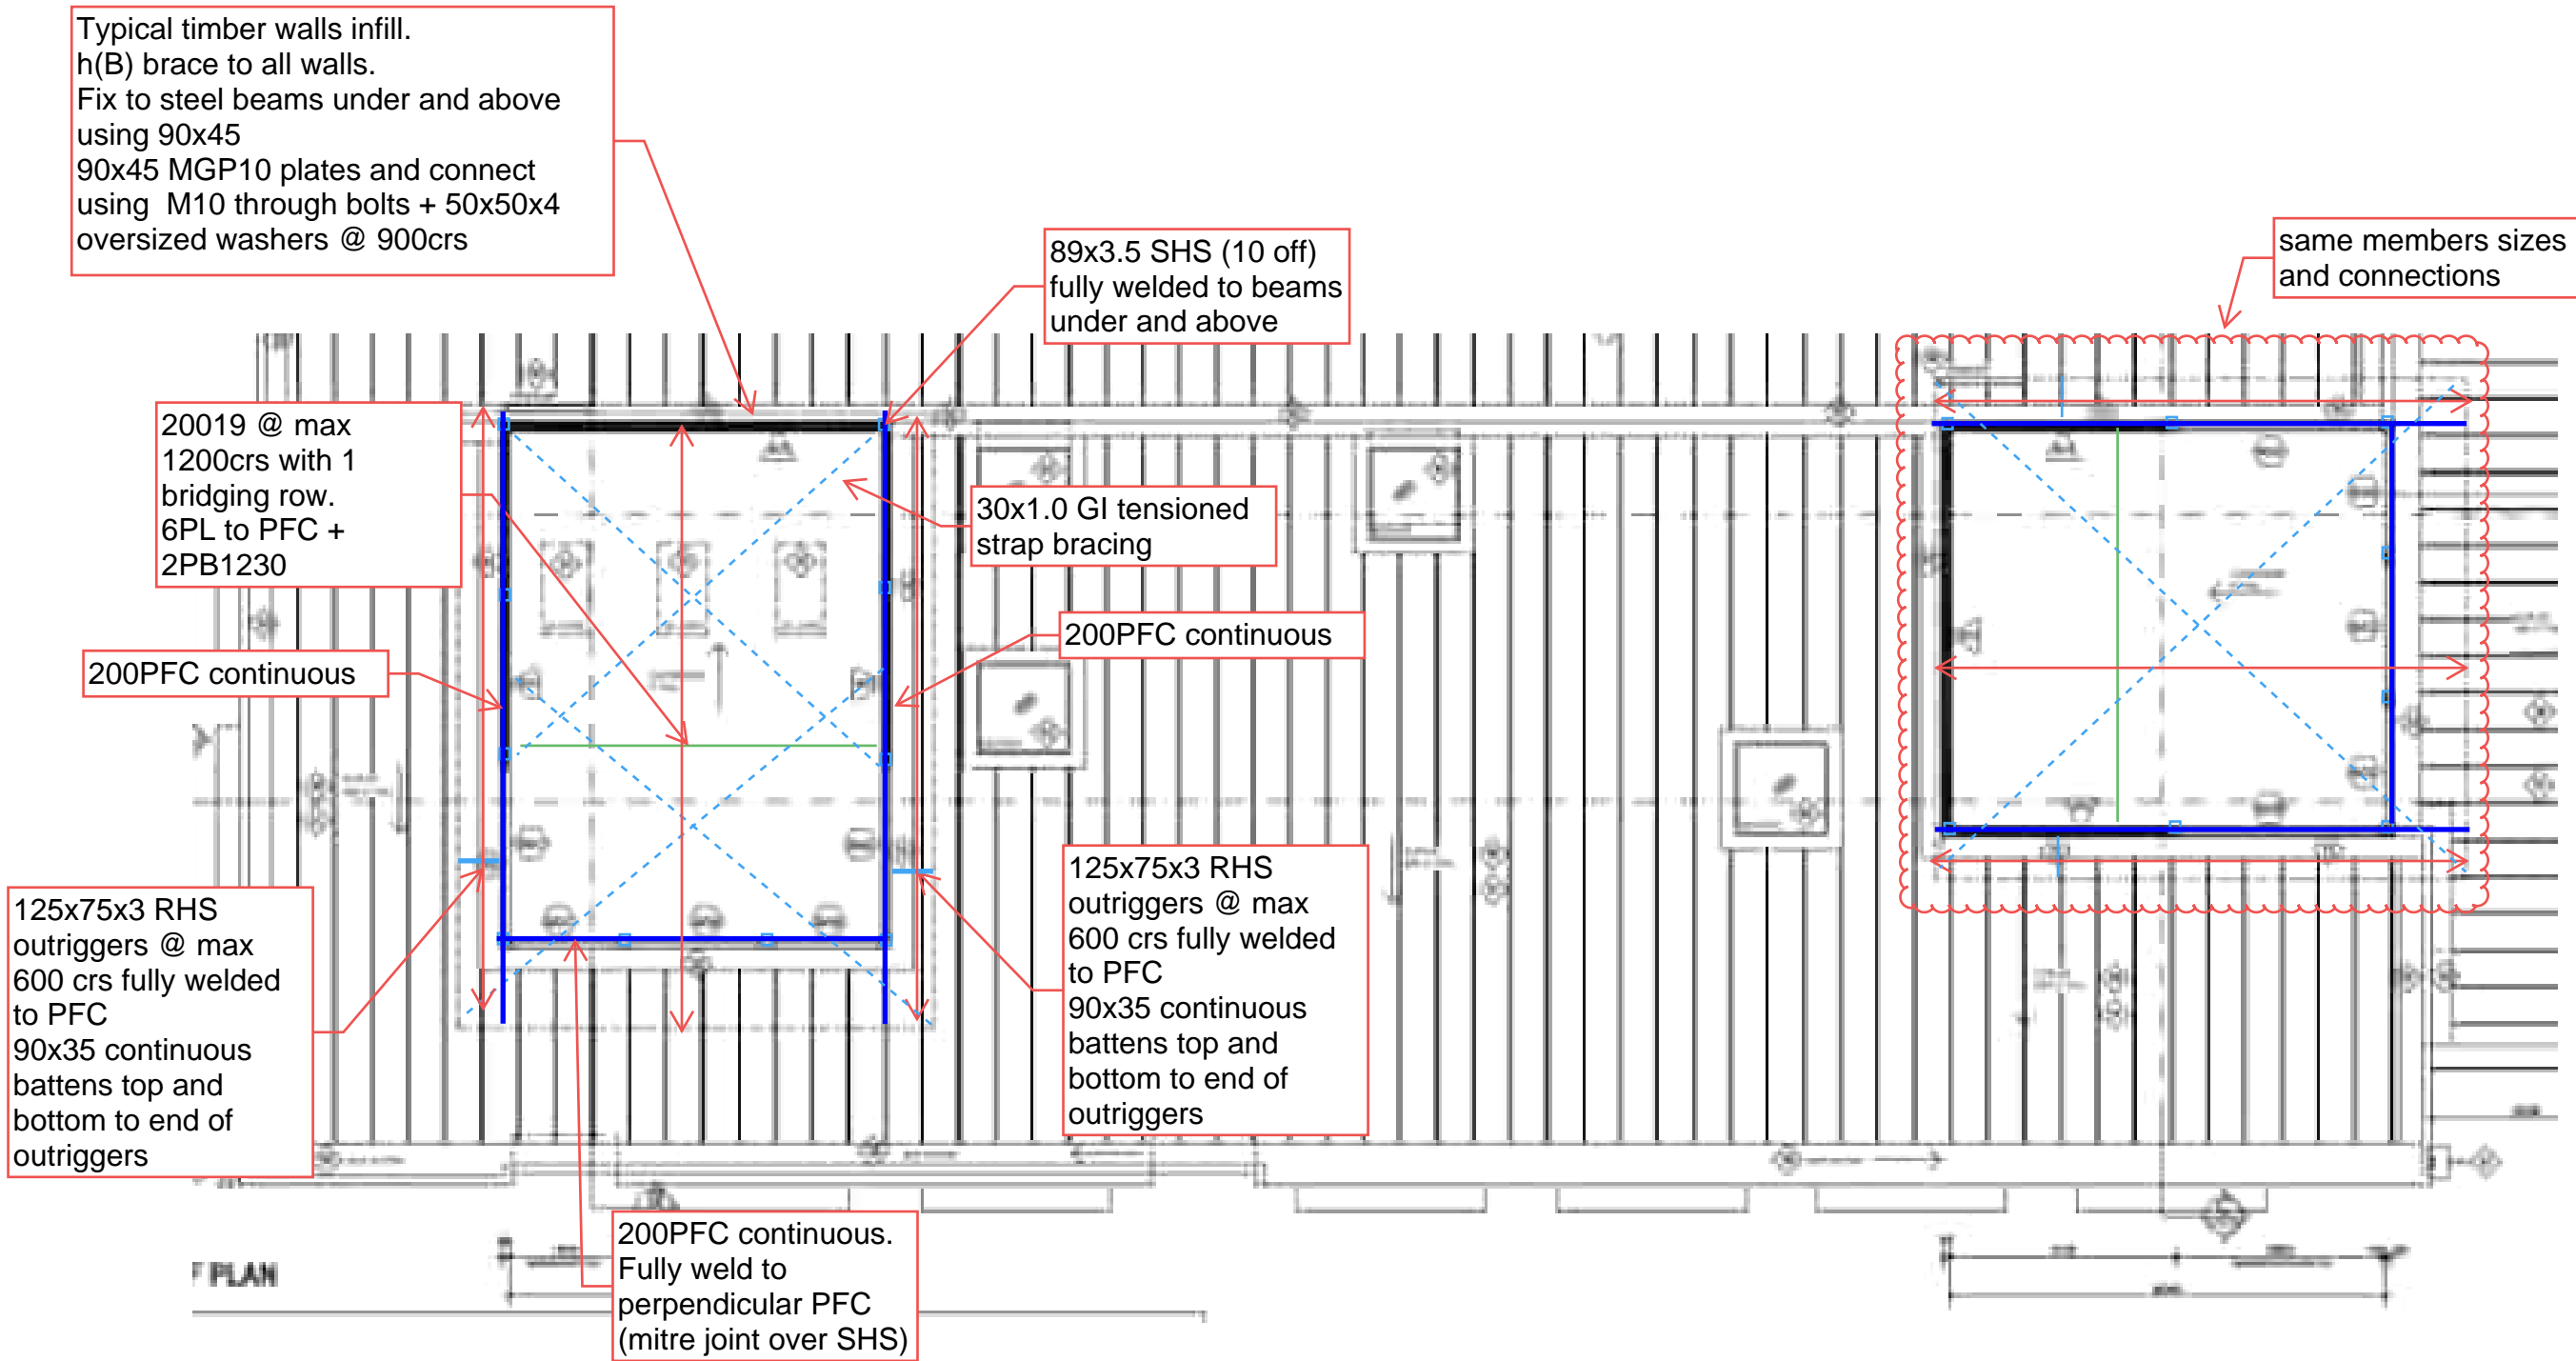 Typical timber walls infill.
h(B) brace to all walls.
Fix to steel beams under and above
using 90x45
90x45 MGP10 plates and connect
using  M10 through bolts + 50x50x4
oversized washers @ 900crs
89x3.5 SHS (10 off)
fully welded to beams
under and above
same members sizes
and connections
20019 @ max
1200crs with 1
bridging row.
6PL to PFC +
2PB1230
30x1.0 GI tensioned
strap bracing
200PFC continuous
200PFC continuous
125x75x3 RHS
outriggers @ max
600 crs fully welded
to PFC
90x35 continuous
battens top and
bottom to end of
outriggers
125x75x3 RHS
outriggers @ max
600 crs fully welded
to PFC
90x35 continuous
battens top and
bottom to end of
outriggers
200PFC continuous.
Fully weld to
perpendicular PFC
(mitre joint over SHS)
PLAN